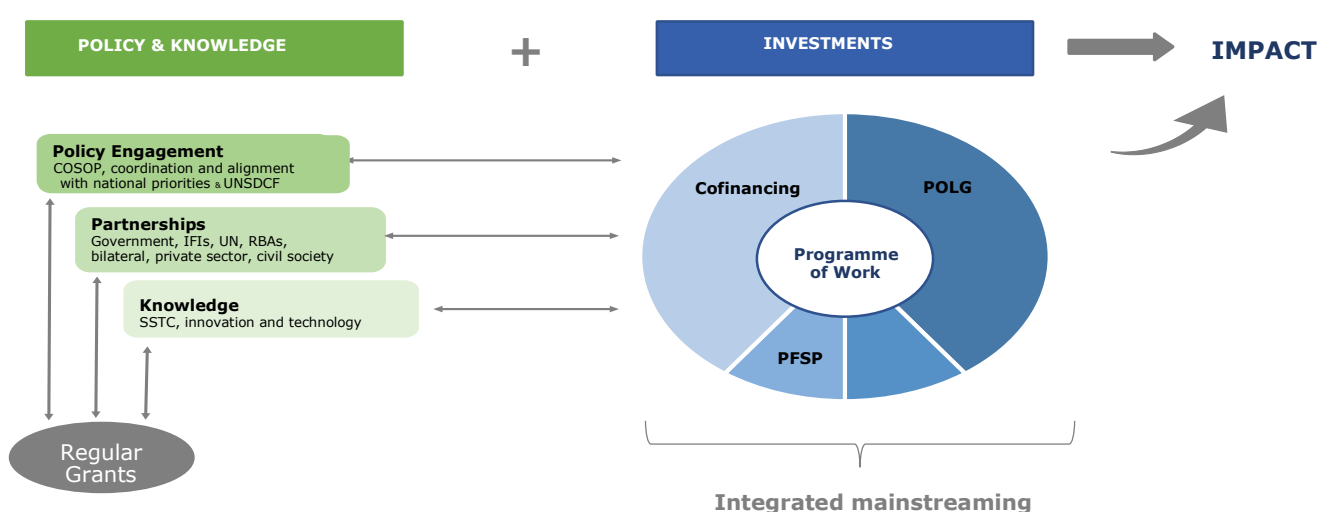 POLICY & KNOWLEDGE
+
INVESTMENTS
IMPACT
Policy Engagement
COSOP, coordination and alignment
with national priorities & UNSDCF
Partnerships
Government, IFIs, UN, RBAs,
bilateral, private sector, civil society
Knowledge
SSTC, innovation and technology
Regular
Grants
Cofinancing
POLG
Programme
of Work
PFSP
Integrated mainstreaming